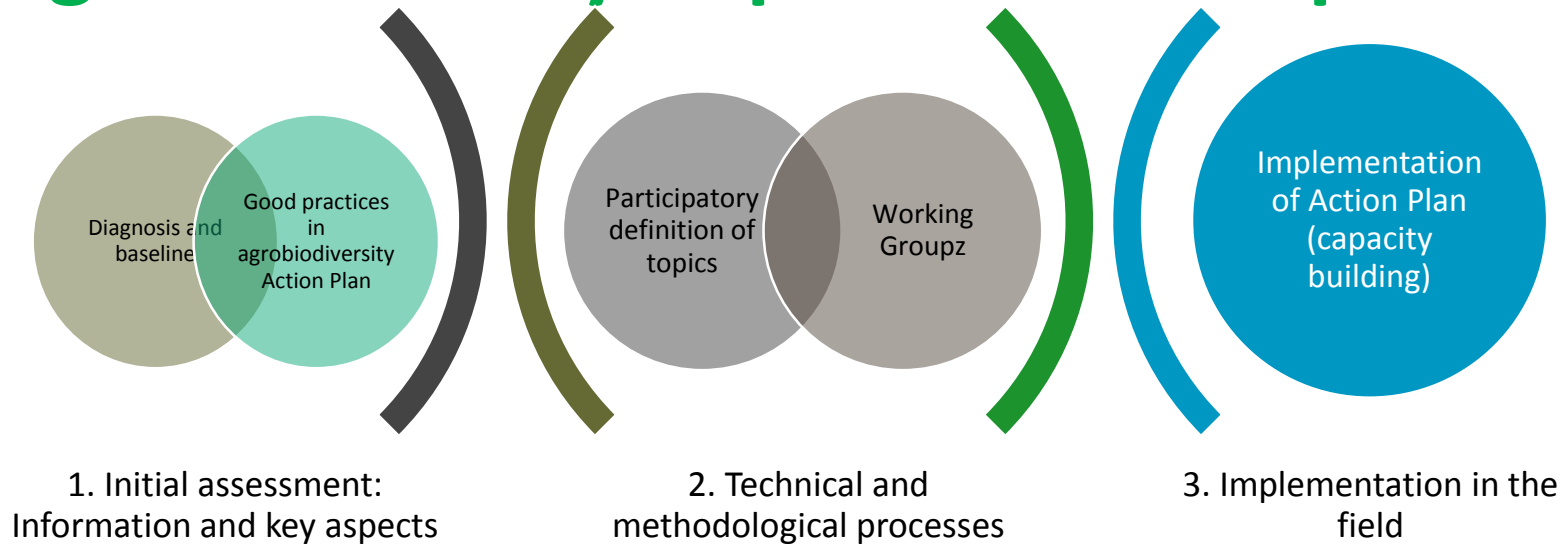 Diagnosis and
baseline
Good practices
in
agrobiodiversity
Action Plan
Participatory
definition of
topics
Working
Groupz
Implementation
of Action Plan
(capacity
building)
1. Initial assessment:
Information and key aspects
2. Technical and
methodological processes
3. Implementation in the
field